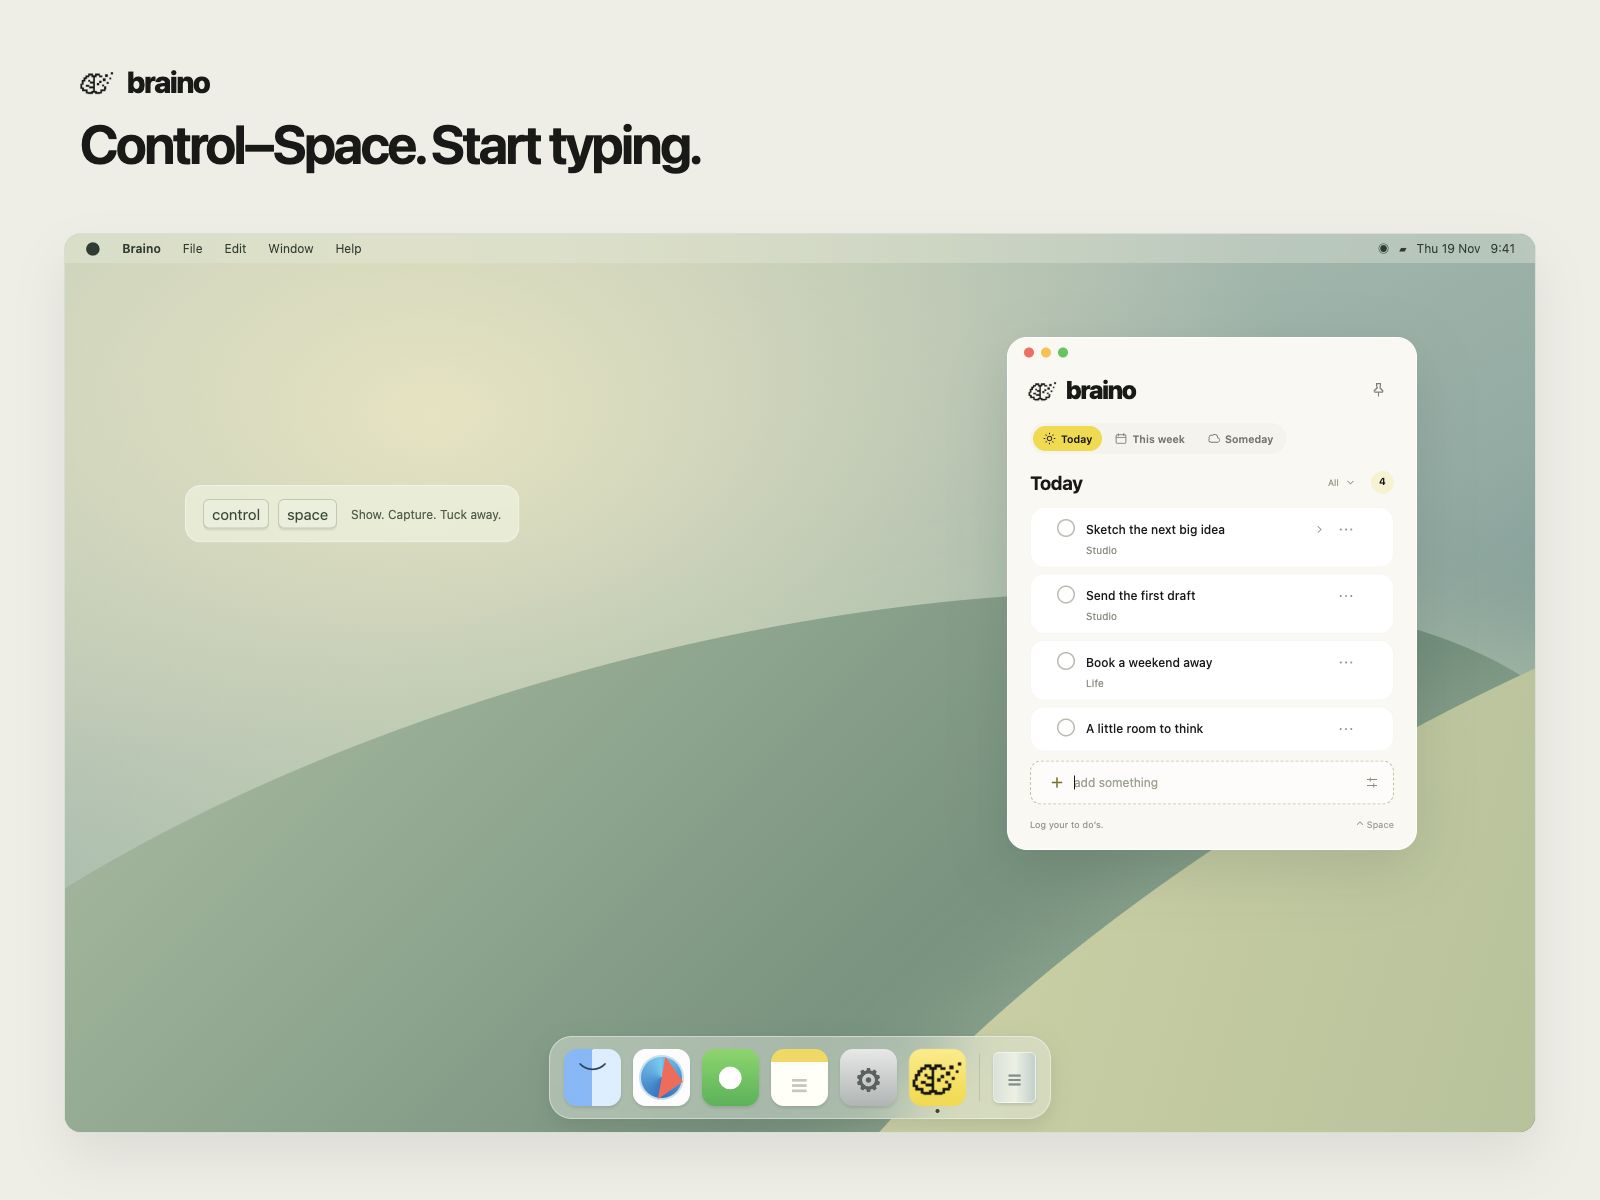 braino
Control–Space. Start typing.
Braino File Edit Window Help
Thu 19 Nov 9:41
control space Show. Capture. Tuck away.
braino
Today This week Someday
Today All 4
Sketch the next big idea
Studio
Send the first draft
Studio
Book a weekend away
Life
A little room to think
add something
Log your to do's. ^ Space